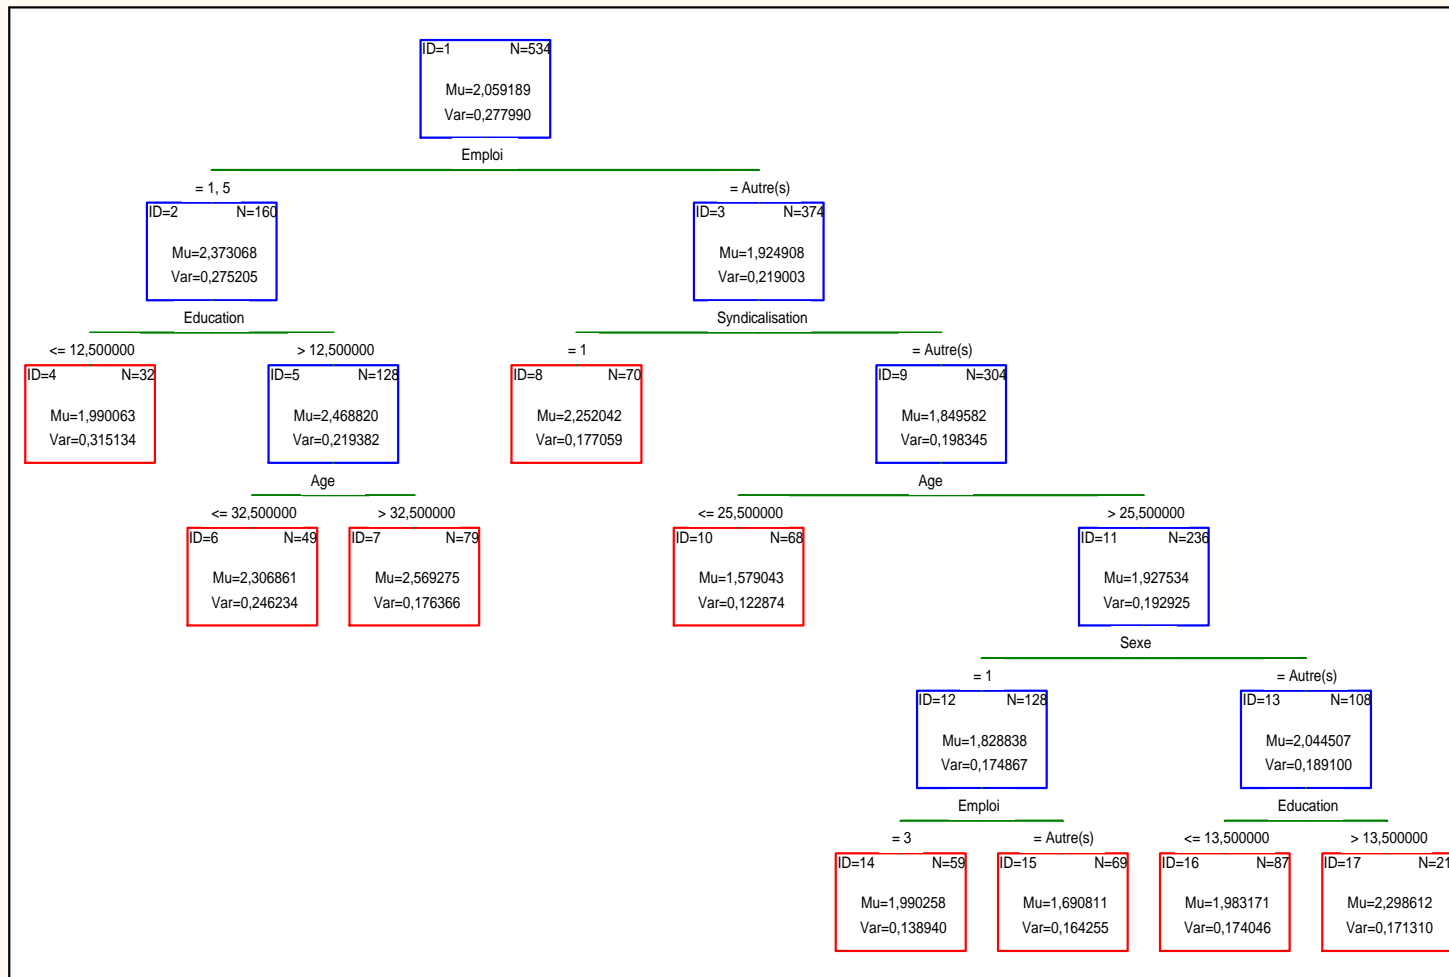 ID=1 N=534
Mu=2,059189
Var=0,277990
Emploi
= 1, 5 = Autre(s)
ID=2 N=160 ID=3 N=374
Mu=2,373068 Mu=1,924908
Var=0,275205 Var=0,219003
Education Syndicalisation
<= 12,500000 > 12,500000 = 1 = Autre(s)
ID=4 N=32 ID=5 N=128 ID=8 N=70 ID=9 N=304
Mu=1,990063 Mu=2,468820 Mu=2,252042 Mu=1,849582
Var=0,315134 Var=0,219382 Var=0,177059 Var=0,198345
Age Age
<= 32,500000 > 32,500000 <= 25,500000 > 25,500000
ID=6 N=49 ID=7 N=79 ID=10 N=68 ID=11 N=236
Mu=2,306861 Mu=2,569275 Mu=1,579043 Mu=1,927534
Var=0,246234 Var=0,176366 Var=0,122874 Var=0,192925
Sexe
= 1 = Autre(s)
ID=12 N=128 ID=13 N=108
Mu=1,828838 Mu=2,044507
Var=0,174867 Var=0,189100
Emploi Education
= 3 = Autre(s) <= 13,500000 > 13,500000
ID=14 N=59 ID=15 N=69 ID=16 N=87 ID=17 N=21
Mu=1,990258 Mu=1,690811 Mu=1,983171 Mu=2,298612
Var=0,138940 Var=0,164255 Var=0,174046 Var=0,171310